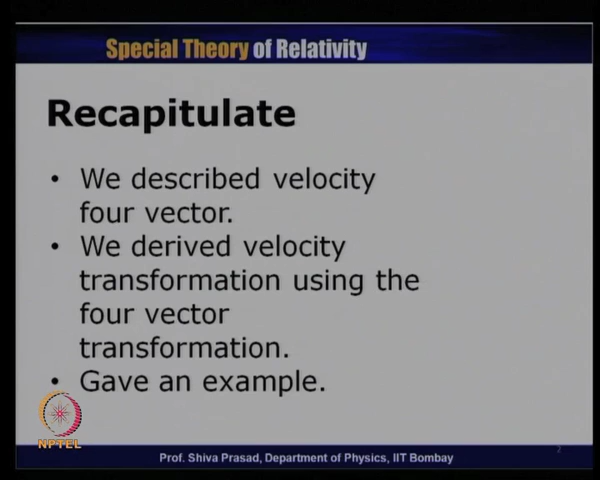 Special Theory of Relativity
Recapitulate
• We described velocity
four vector.
• We derived velocity
transformation using the
four vector
transformation.
• Gave an example.
NPTEL
Prof. Shiva Prasad, Department of Physics, IIT Bombay
2